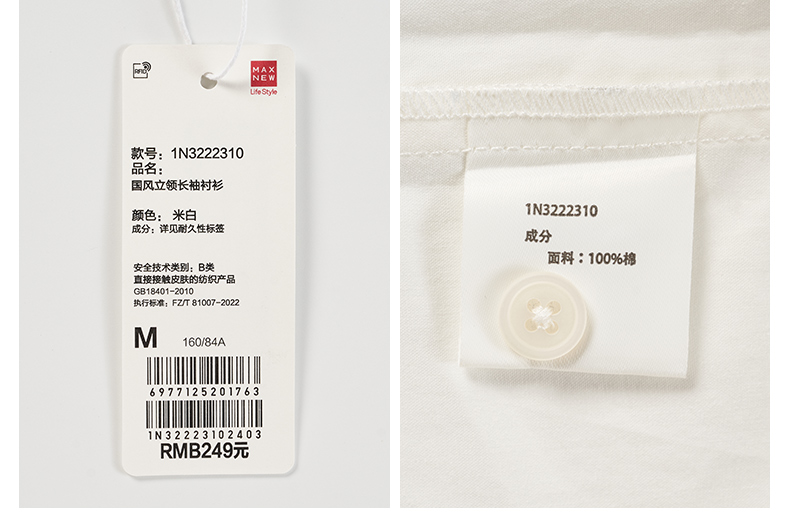 RFID
MAX
NEW
Life Style
款号：1N3222310
品名：
国风立领长袖衬衫
颜色：米白
成分：详见耐久性标签
安全技术类别：B类
直接接触皮肤的纺织产品
GB18401-2010
执行标准：FZ/T 81007-2022
M 160/84A
6977125201763
1N32223102403
RMB249元
1N3222310
成分
面料：100%棉